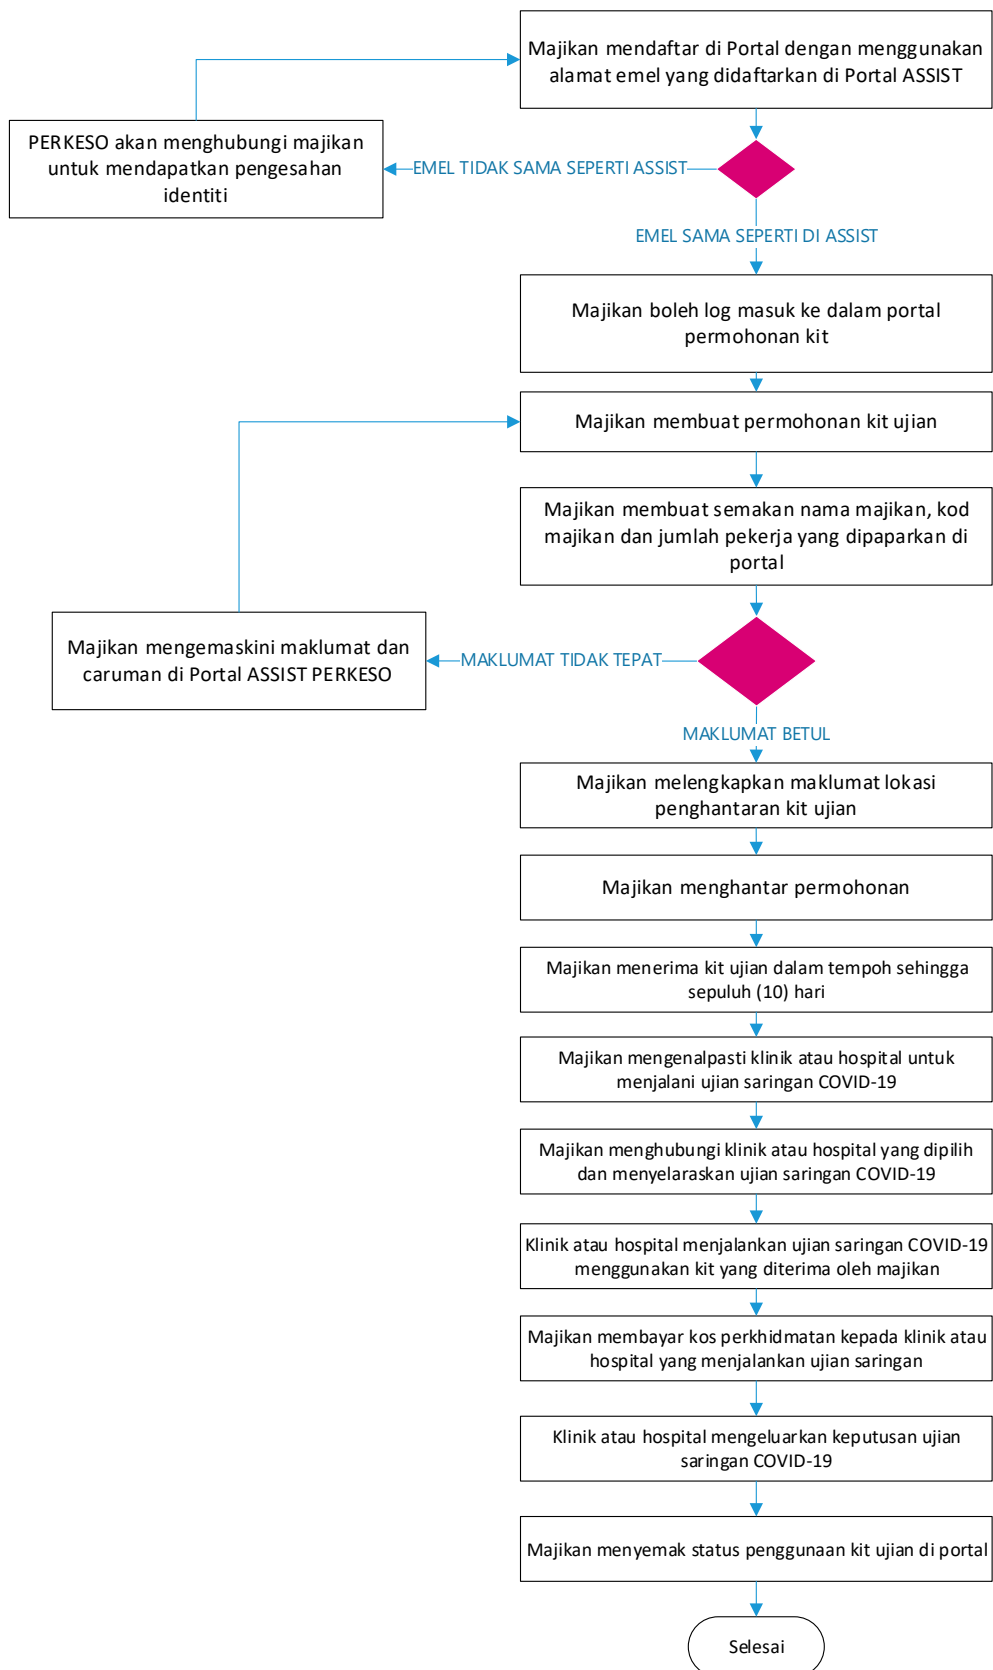 Majikan mendaftar di Portal dengan menggunakan
alamat emel yang didaftarkan di Portal ASSIST
PERKESO akan menghubungi majikan
untuk mendapatkan pengesahan
identiti
EMEL TIDAK SAMA SEPERTI ASSIST
EMEL SAMA SEPERTI DI ASSIST
Majikan boleh log masuk ke dalam portal
permohonan kit
Majikan membuat permohonan kit ujian
Majikan membuat semakan nama majikan, kod
majikan dan jumlah pekerja yang dipaparkan di
portal
Majikan mengemaskini maklumat dan
caruman di Portal ASSIST PERKESO
MAKLUMAT TIDAK TEPAT
MAKLUMAT BETUL
Majikan melengkapkan maklumat lokasi
penghantaran kit ujian
Majikan menghantar permohonan
Majikan menerima kit ujian dalam tempoh sehingga
sepuluh (10) hari
Majikan mengenalpasti klinik atau hospital untuk
menjalani ujian saringan COVID-19
Majikan menghubungi klinik atau hospital yang dipilih
dan menyelaraskan ujian saringan COVID-19
Klinik atau hospital menjalankan ujian saringan COVID-19
menggunakan kit yang diterima oleh majikan
Majikan membayar kos perkhidmatan kepada klinik atau
hospital yang menjalankan ujian saringan
Klinik atau hospital mengeluarkan keputusan ujian
saringan COVID-19
Majikan menyemak status penggunaan kit ujian di portal
Selesai